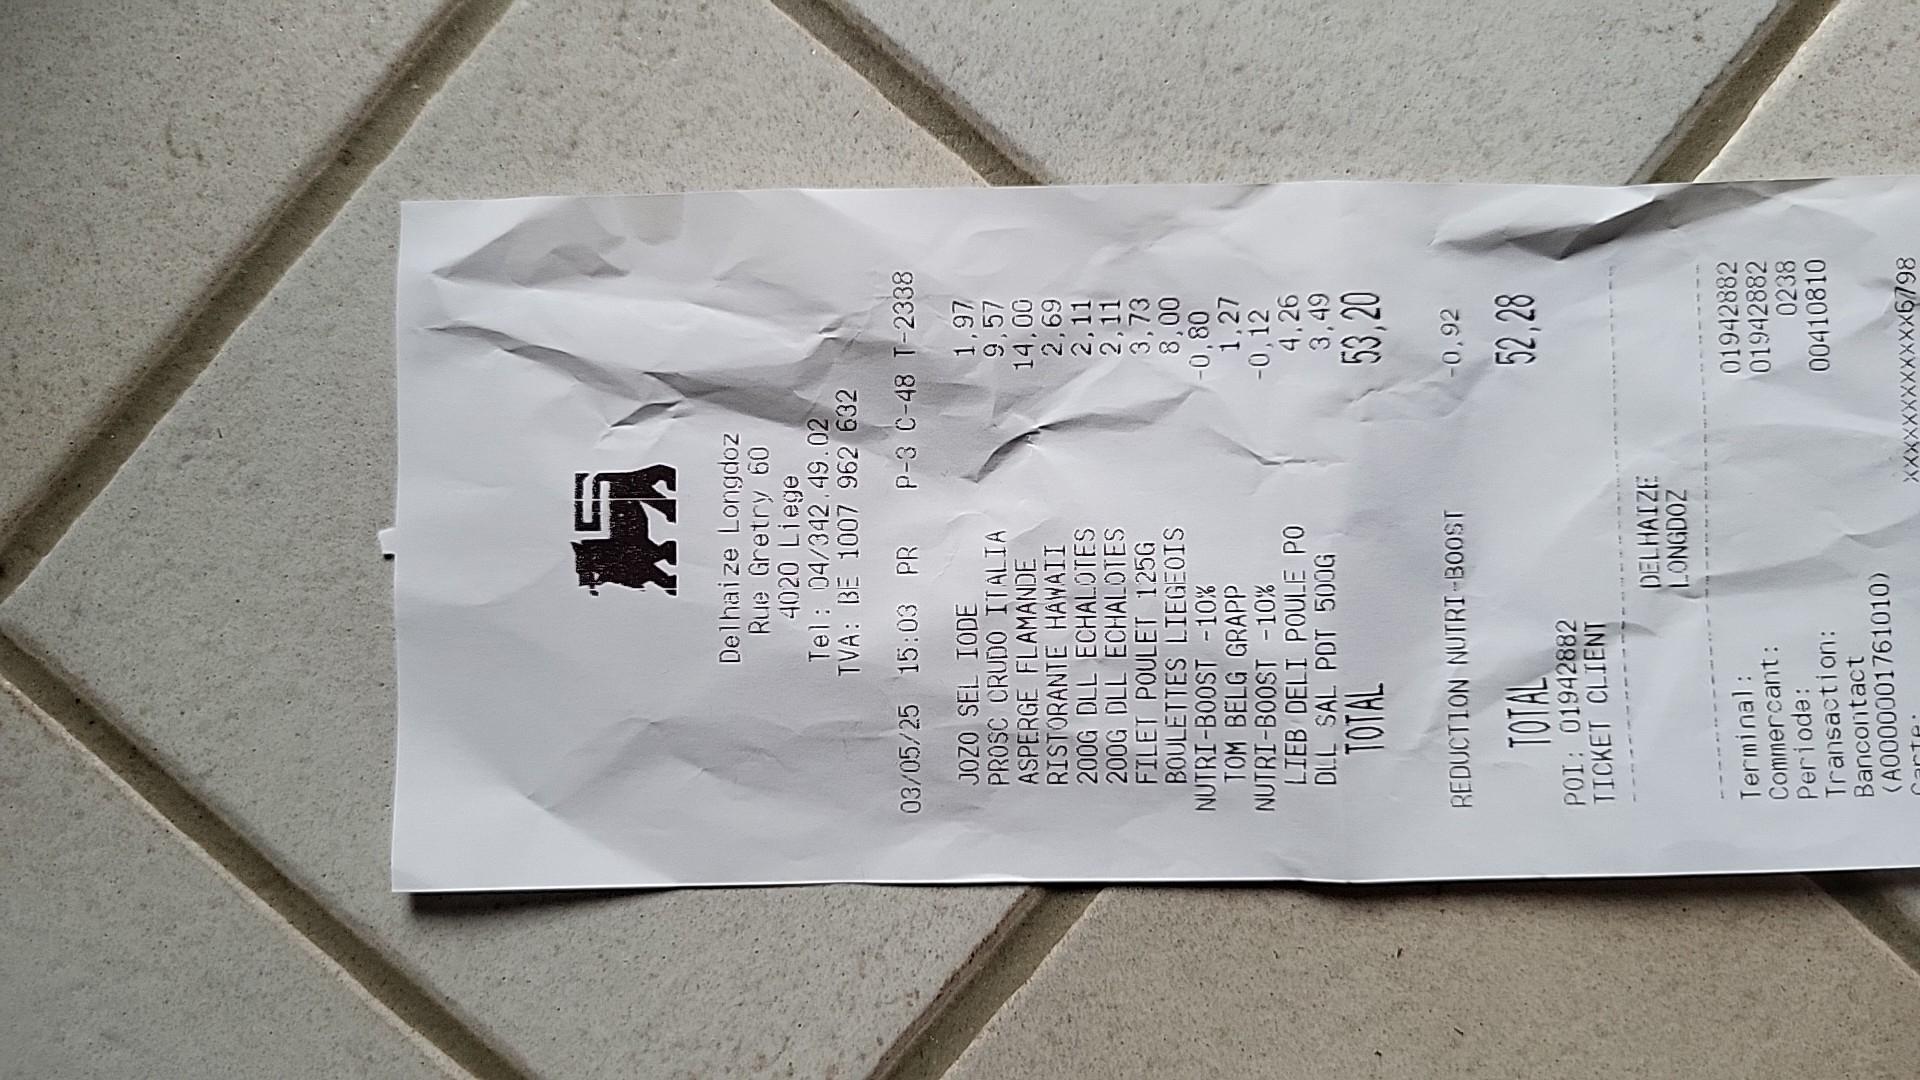 Delhaize Longdoz
Rue Gretry 60
4020 Liege
Tel: 04/342.49.02
TVA: BE 1007 962 632
03/05/25 15:03 PR P-3 C-48 T-2338
JOZO SEL IODE 1,97
PROSC CRUDO ITALIA 9,57
ASPERGE FLAMANDE 14,00
RISTORANTE HAWAII 2,69
200G DLL ECHALOTES 2,11
200G DLL ECHALOTES 2,11
FILET POULET 125G 3,73
BOULETTES LIEGEOIS 8,00
NUTRI-BOOST -10% -0,80
TOM BELG GRAPP 1,27
NUTRI-BOOST -10% -0,12
LIEB DELI POULE PO 4,26
DLL SAL PDT 500G 3,49
TOTAL 53,20
REDUCTION NUTRI-BOOST -0,92
TOTAL 52,28
POI: 01942882
TICKET CLIENT
DELHAIZE
LONGDOZ
Terminal: 01942882
Commercant: 01942882
Periode: 0238
Transaction: 00410810
Bancontact
(A0000001761010)
Carte: xxxxxxxxxxxxx6798